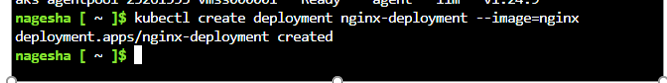 nagesha [ ~ ]$ kubectl create deployment nginx-deployment --image=nginx
deployment.apps/nginx-deployment created
nagesha [ ~ ]$